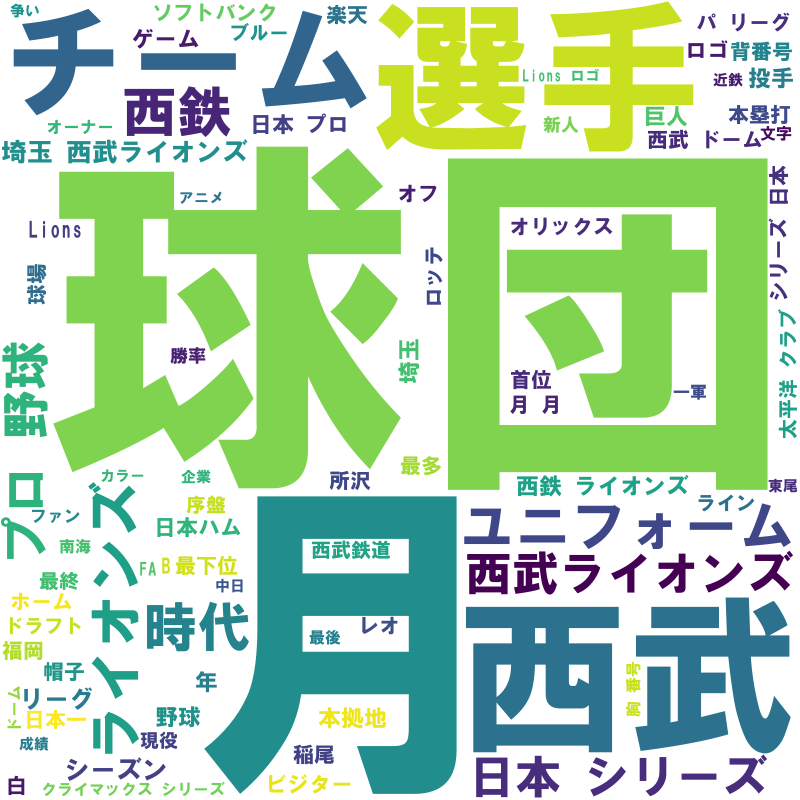 争い
ソフトバンク
楽天
パ リーグ
チーム
ゲーム
ブルー
選手
ロゴ
背番号
Lions ロゴ
近鉄
投手
西鉄
オーナー
日本 プロ
新人
巨人
本塁打
西武 ドーム
文字
埼玉 西武ライオンズ
球団
アニメ
オフ
日本
Lions
オリックス
シリーズ
球場
ロッテ
太平洋 クラブ
勝率
埼玉
首位
月 月
一軍
野球
プロ
カラー
企業
所沢
最多
西鉄 ライオンズ
東尾
ライオンズ
ファン
序盤
日本ハム
月
ユニフォーム
ライン
南海
西武鉄道
西武ライオンズ
最終
FA
B
最下位
中日
ホーム
時代
レオ
西武
ドラフト
最後
福岡
帽子
年
胸 番号
ドーム
リーグ
日本一
野球
本拠地
成績
現役
稲尾
シーズン
日本 シリーズ
白
クライマックス シリーズ
ビジター